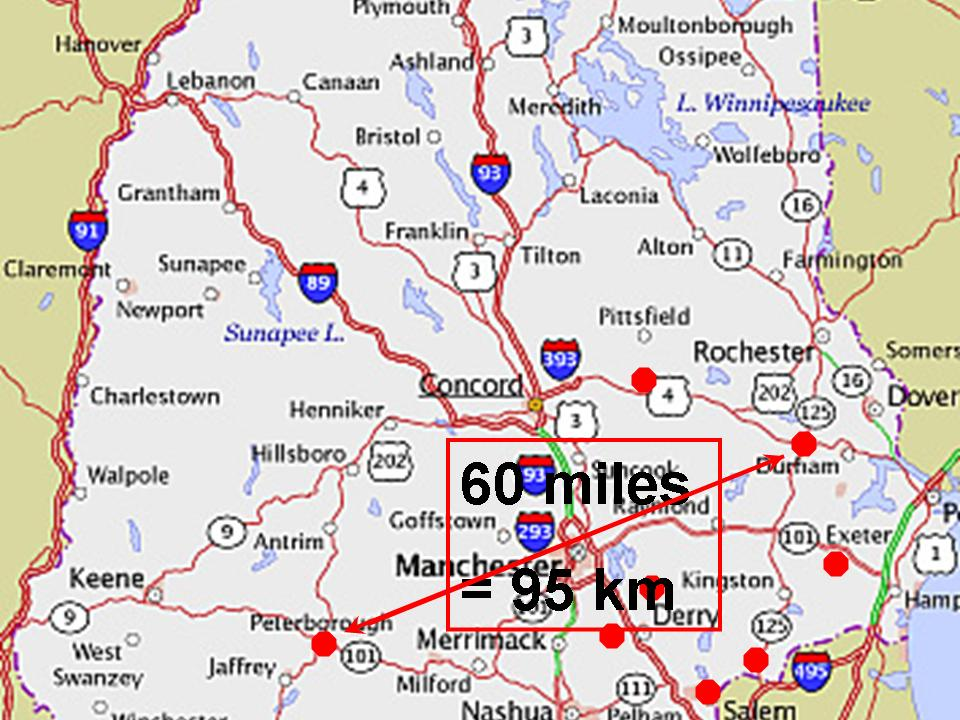 Plymouth
3
Moultonborough
Hanover
Ossipee
Ashland
Lebanon
Canaan
Meredith
L. Winnipesaukee
Bristol
Wolfeboro
93
4
Grantham
Laconia
16
91
Franklin
Tilton
Alton
11
Farmington
Claremont
Sunapee
3
89
Newport
Pittsfield
Sunapee L.
Rochester
393
Somers
Concord
4
202
16
Charlestown
Dover
Henniker
3
125
Hillsboro
202
93
Suncook
Durham
Walpole
60 miles
Raymond
9
Goffstown
293
101
Exeter
Antrim
1
Manchester
Keene
= 95 km
Kingston
Hamp
9
Peterborough
101
Derry
125
West
Swanzey
Merrimack
Jaffrey
101
495
Milford
111
Winchester
Nashua
Pelham
Salem